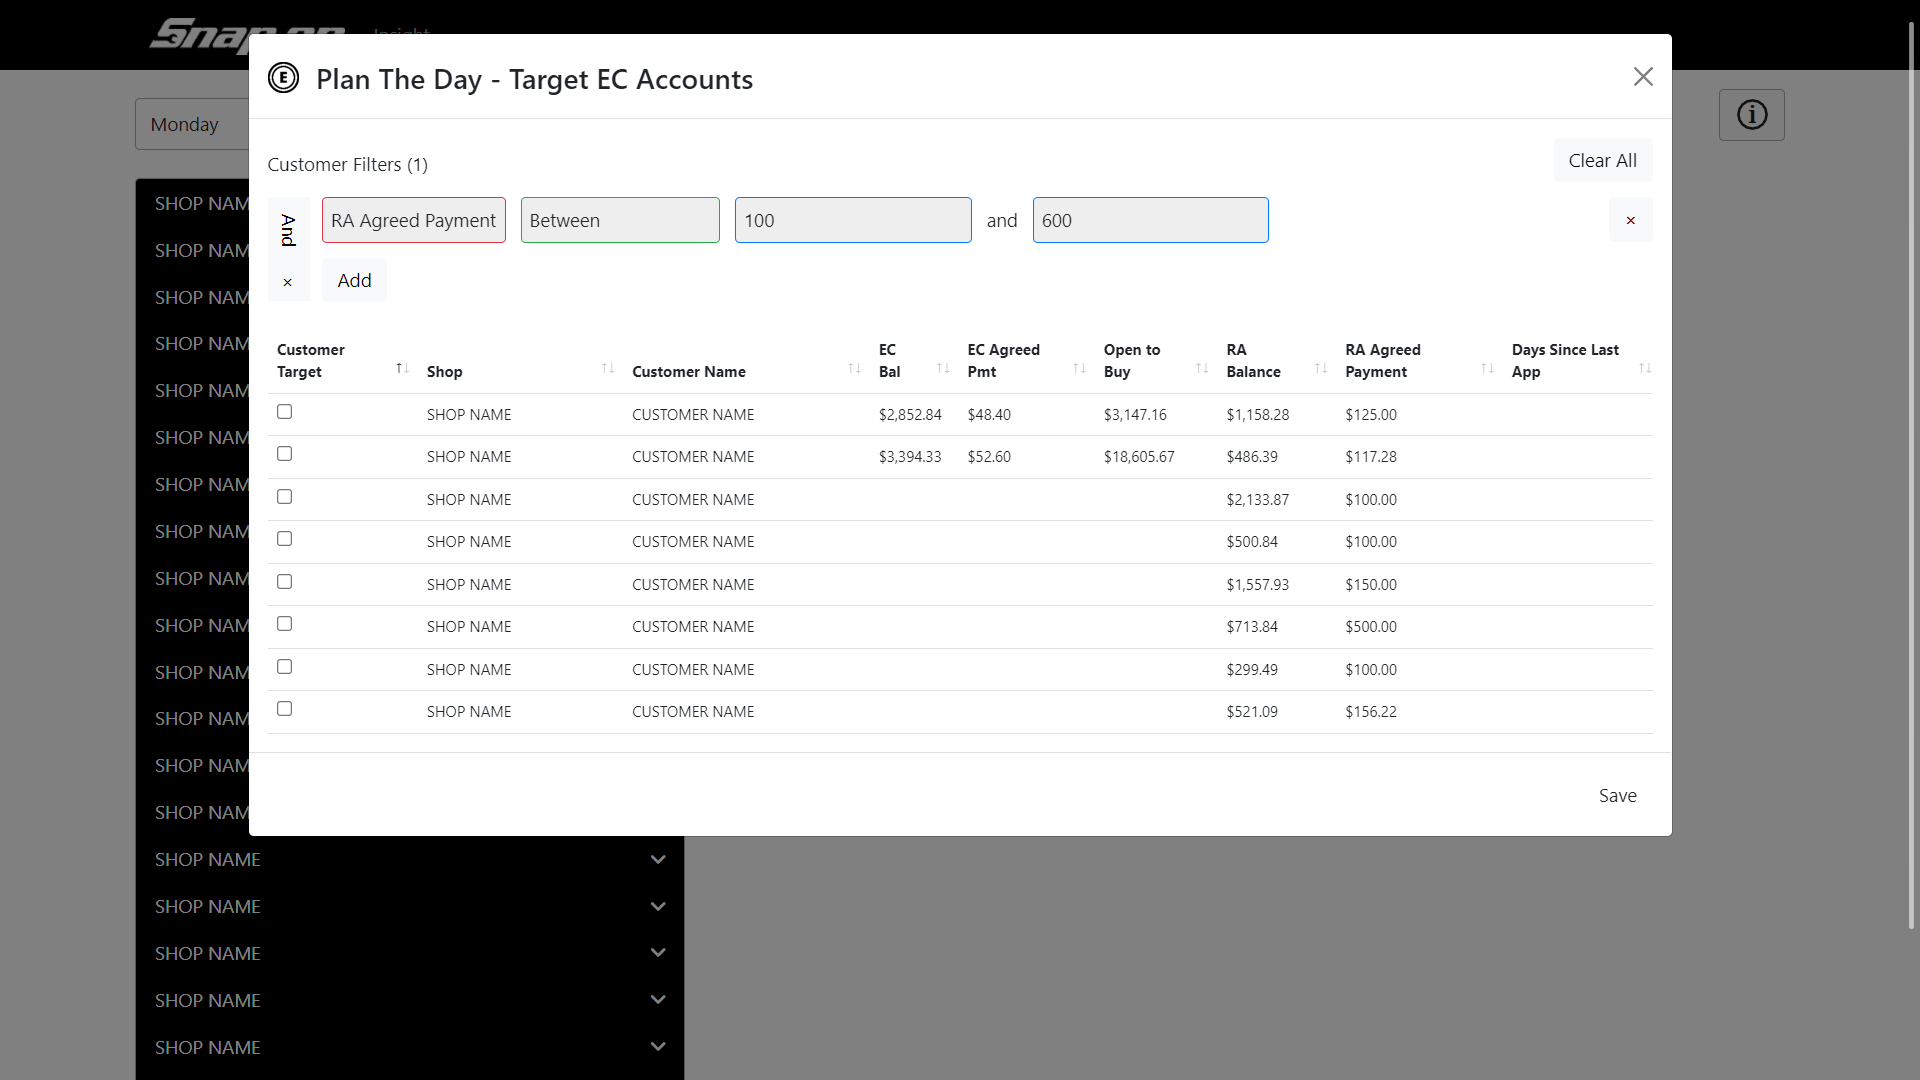 Snap-on Insight
E Plan The Day - Target EC Accounts
Monday
i
Customer Filters (1)
Clear All
And
RA Agreed Payment Between 100 and 600 ×
× Add
Customer Target Shop Customer Name EC Bal EC Agreed Pmt Open to Buy RA Balance RA Agreed Payment Days Since Last App
SHOP NAME CUSTOMER NAME $2,852.84 $48.40 $3,147.16 $1,158.28 $125.00
SHOP NAME CUSTOMER NAME $3,394.33 $52.60 $18,605.67 $486.39 $117.28
SHOP NAME CUSTOMER NAME $2,133.87 $100.00
SHOP NAME CUSTOMER NAME $500.84 $100.00
SHOP NAME CUSTOMER NAME $1,557.93 $150.00
SHOP NAME CUSTOMER NAME $713.84 $500.00
SHOP NAME CUSTOMER NAME $299.49 $100.00
SHOP NAME CUSTOMER NAME $521.09 $156.22
Save
SHOP NAM
SHOP NAM
SHOP NAM
SHOP NAM
SHOP NAM
SHOP NAM
SHOP NAM
SHOP NAM
SHOP NAM
SHOP NAM
SHOP NAM
SHOP NAM
SHOP NAM
SHOP NAM
SHOP NAME
SHOP NAME
SHOP NAME
SHOP NAME
SHOP NAME